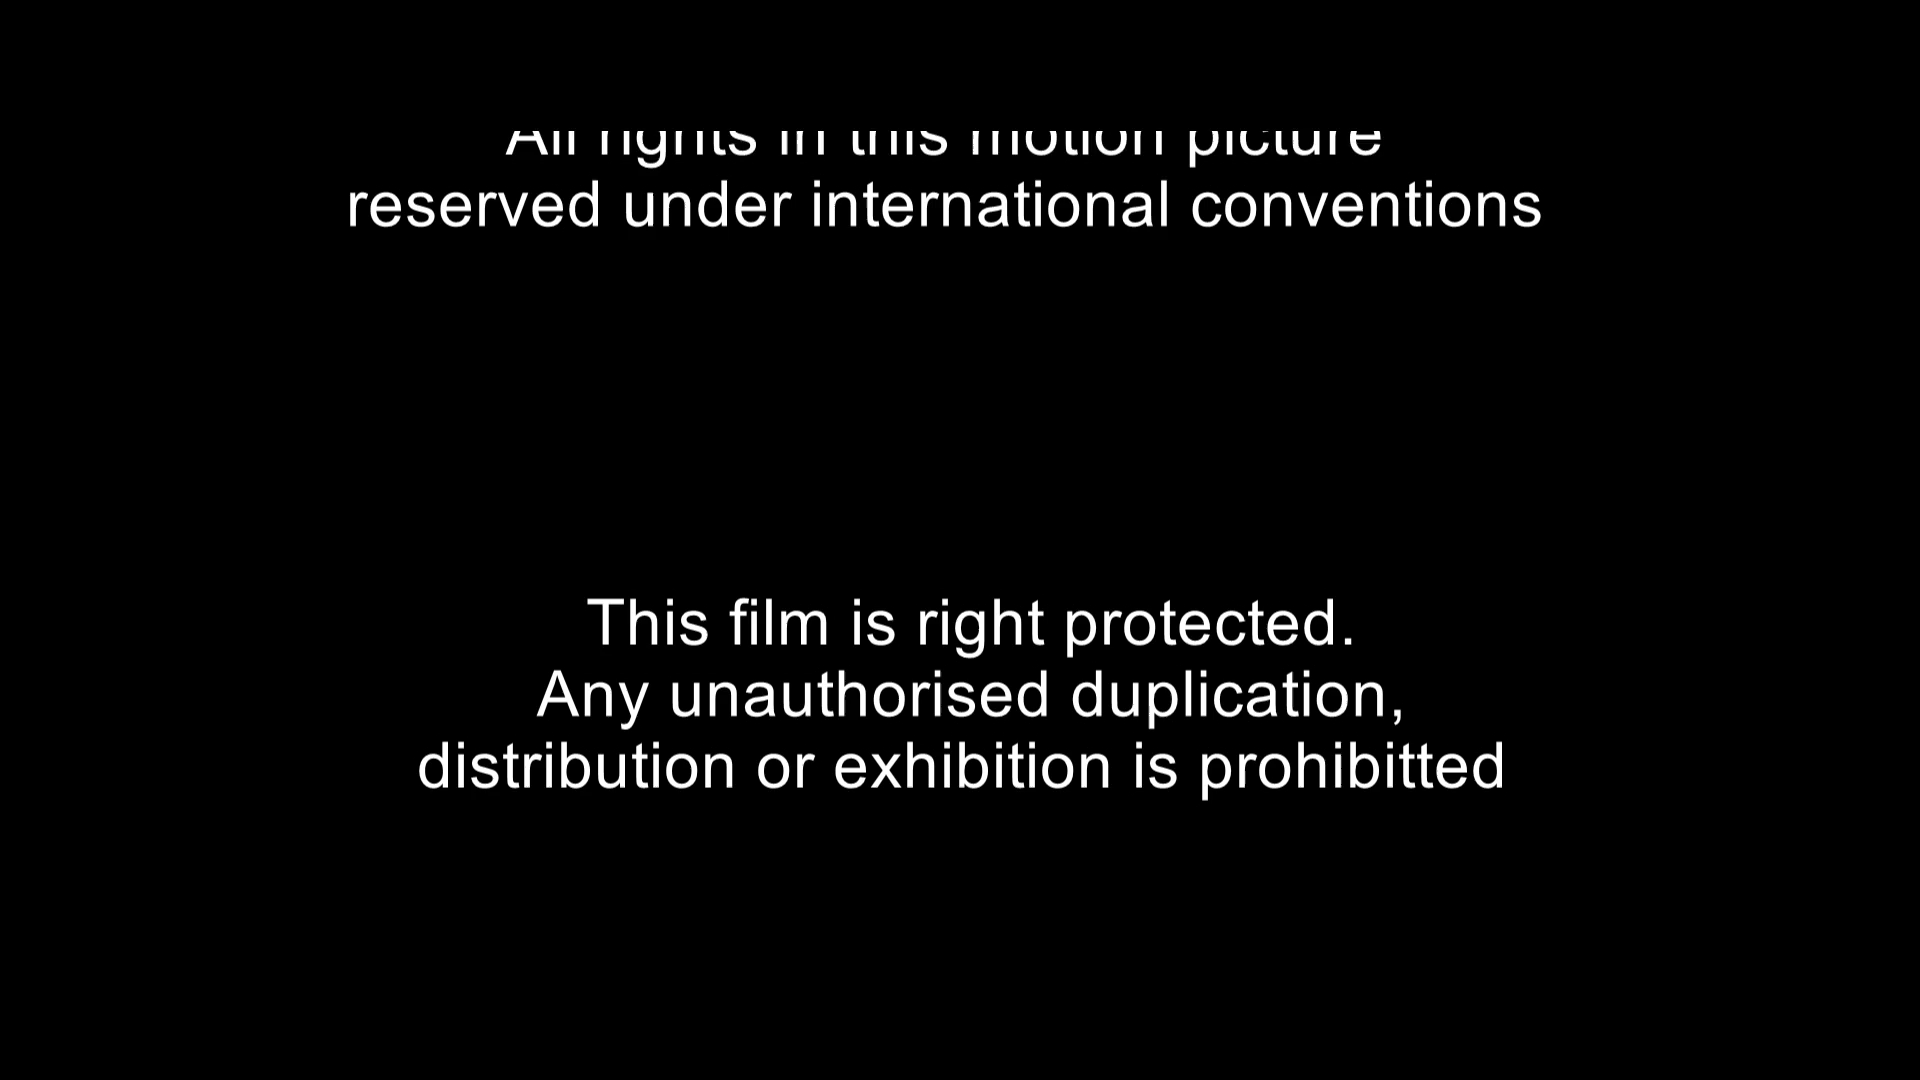 All rights in this motion picture
reserved under international conventions
This film is right protected.
Any unauthorised duplication,
distribution or exhibition is prohibitted